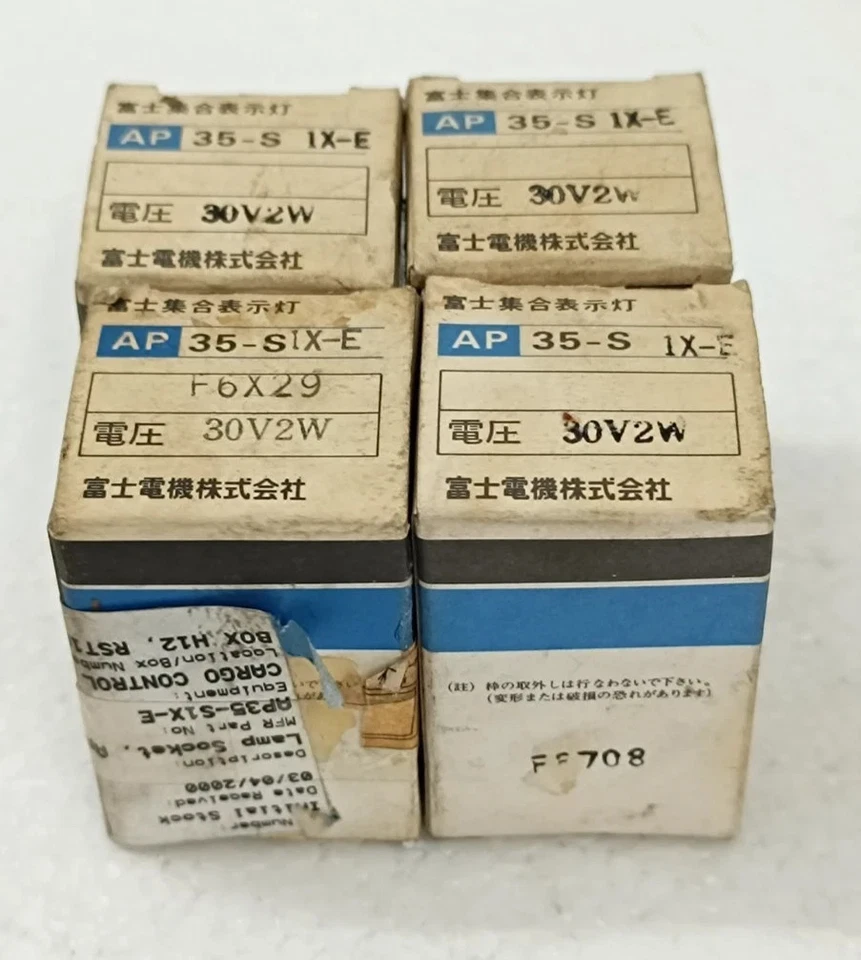 富士集合表示灯
AP 35-S 1X-E
電圧 30V2W
富士電機株式会社
富士集合表示灯
AP 35-S 1X-E
電圧 30V2W
富士電機株式会社
富士集合表示灯
AP 35-S 1X-E
F6X29
電圧 30V2W
富士電機株式会社
富士集合表示灯
AP 35-S 1X-E
電圧 30V2W
富士電機株式会社
Number:
Initial Stock
Date Received:
03/04/2000
Description:
Lamp Socket,
MFR Part No:
AP35-S1X-E
Equipment:
CARGO CONTROL
Location/Box Numb
BOX H12, RST1
(註) 枠の取外しは行なわないで下さい。
(変形または破損の恐れがあります)
708